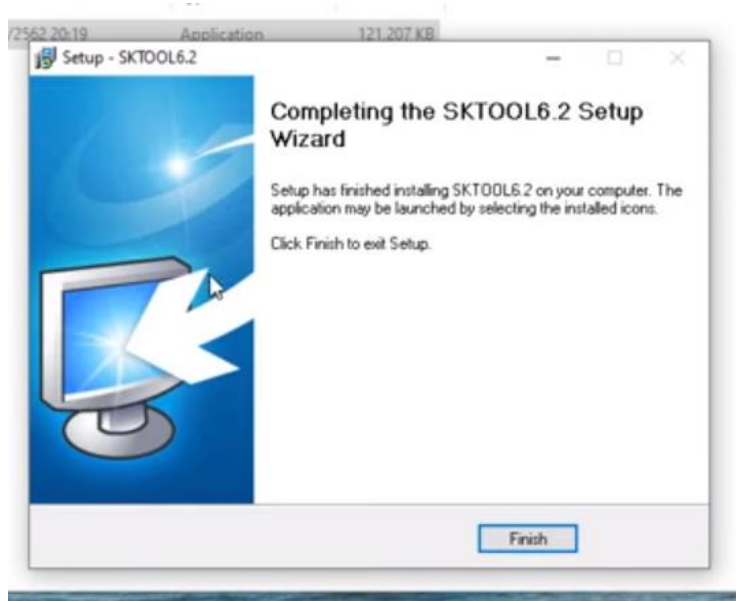 /2562 20:19 Application 121,207 KB
Setup - SKTOOL6.2
Completing the SKTOOL6.2 Setup
Wizard
Setup has finished installing SKTOOL6.2 on your computer. The
application may be launched by selecting the installed icons.
Click Finish to exit Setup.
Finish